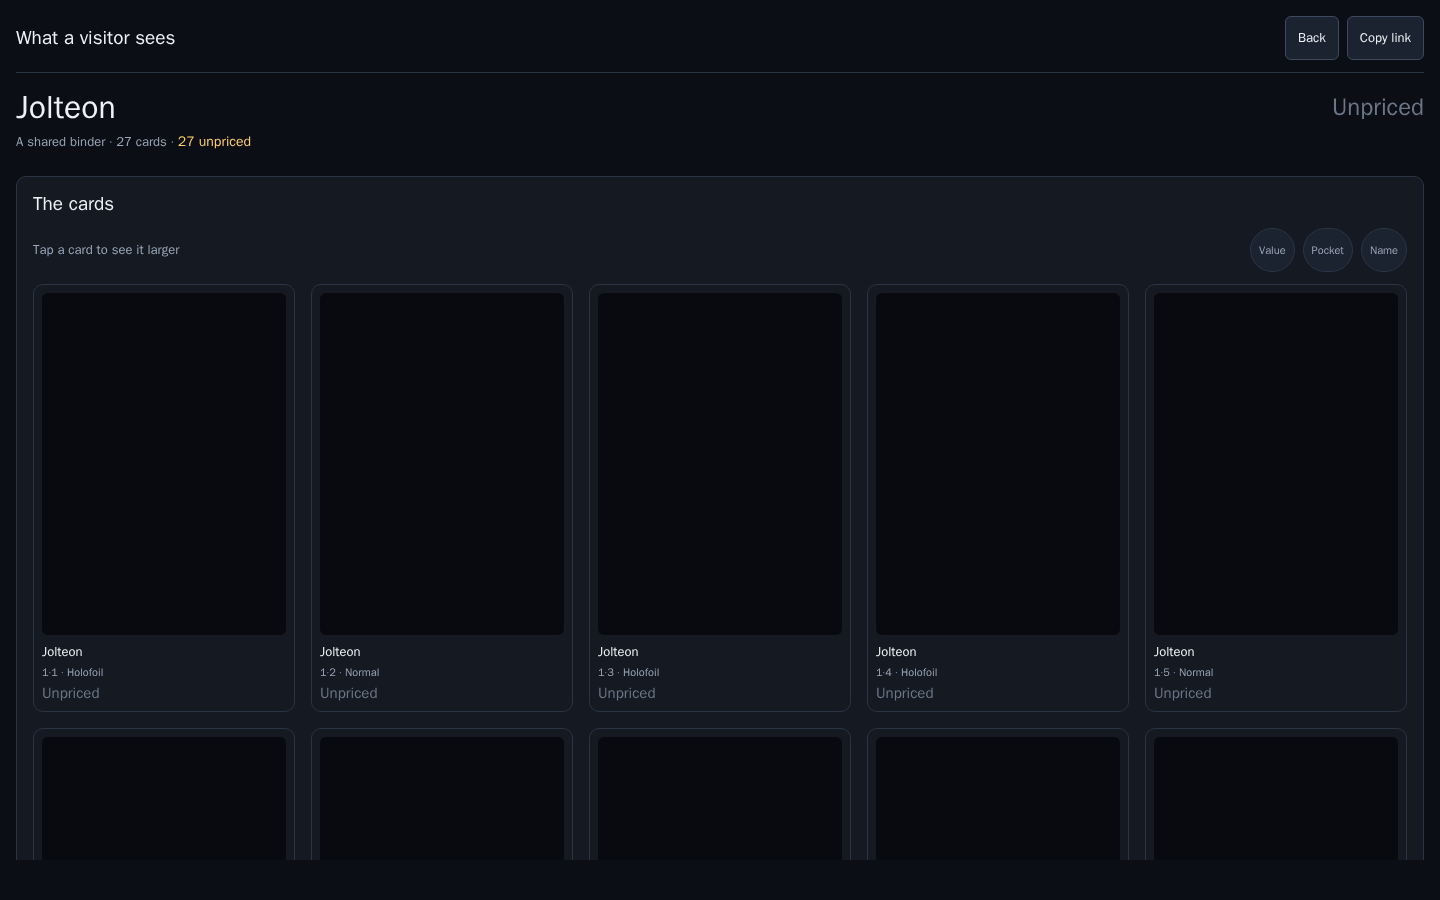 What a visitor sees
Back
Copy link
Jolteon
Unpriced
A shared binder · 27 cards · 27 unpriced
The cards
Tap a card to see it larger
Value
Pocket
Name
Jolteon
1·1 · Holofoil
Unpriced
Jolteon
1·2 · Normal
Unpriced
Jolteon
1·3 · Holofoil
Unpriced
Jolteon
1·4 · Holofoil
Unpriced
Jolteon
1·5 · Normal
Unpriced